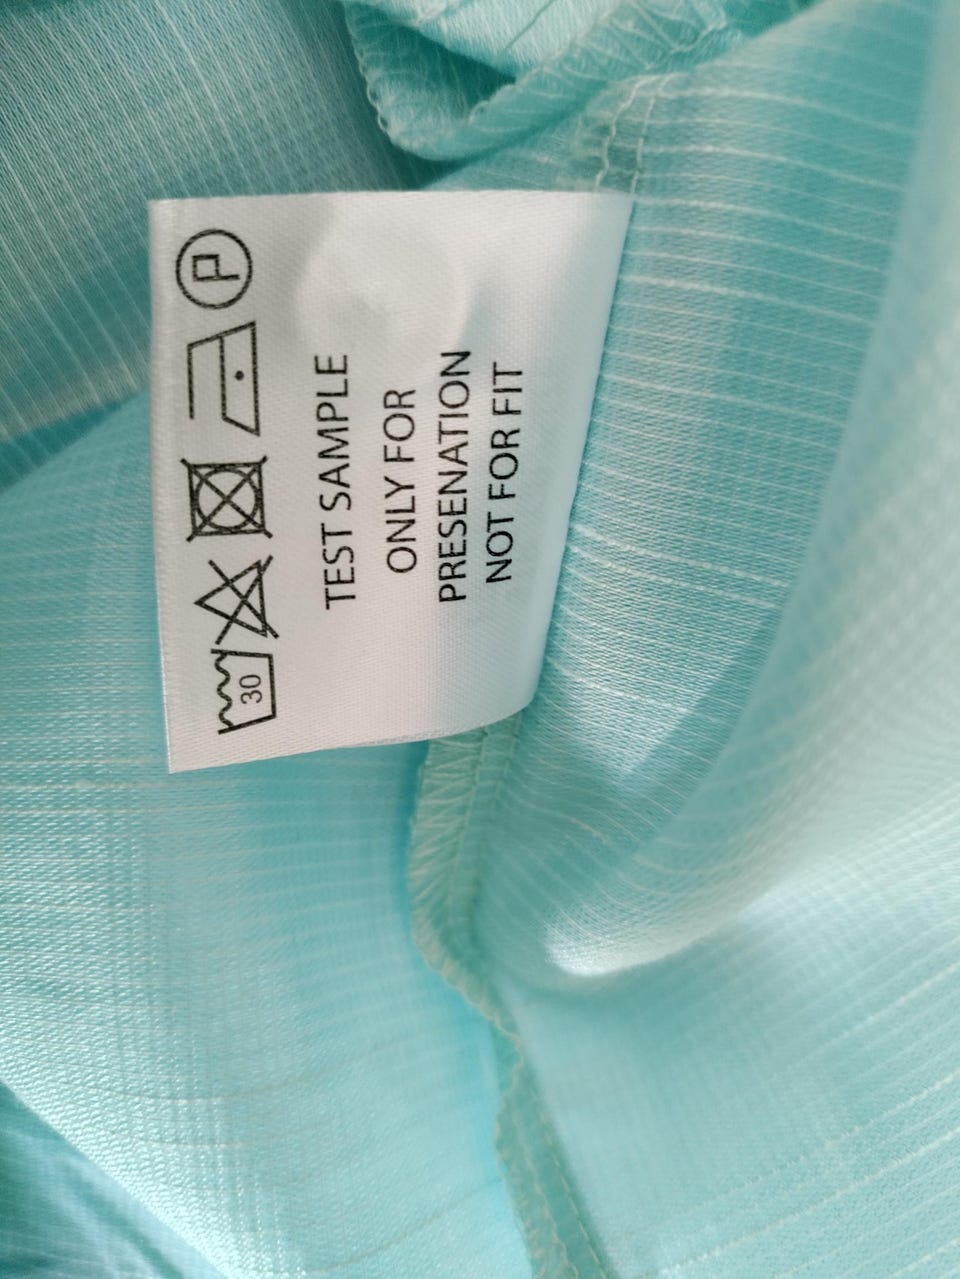 30
P
TEST SAMPLE
ONLY FOR
PRESENATION
NOT FOR FIT